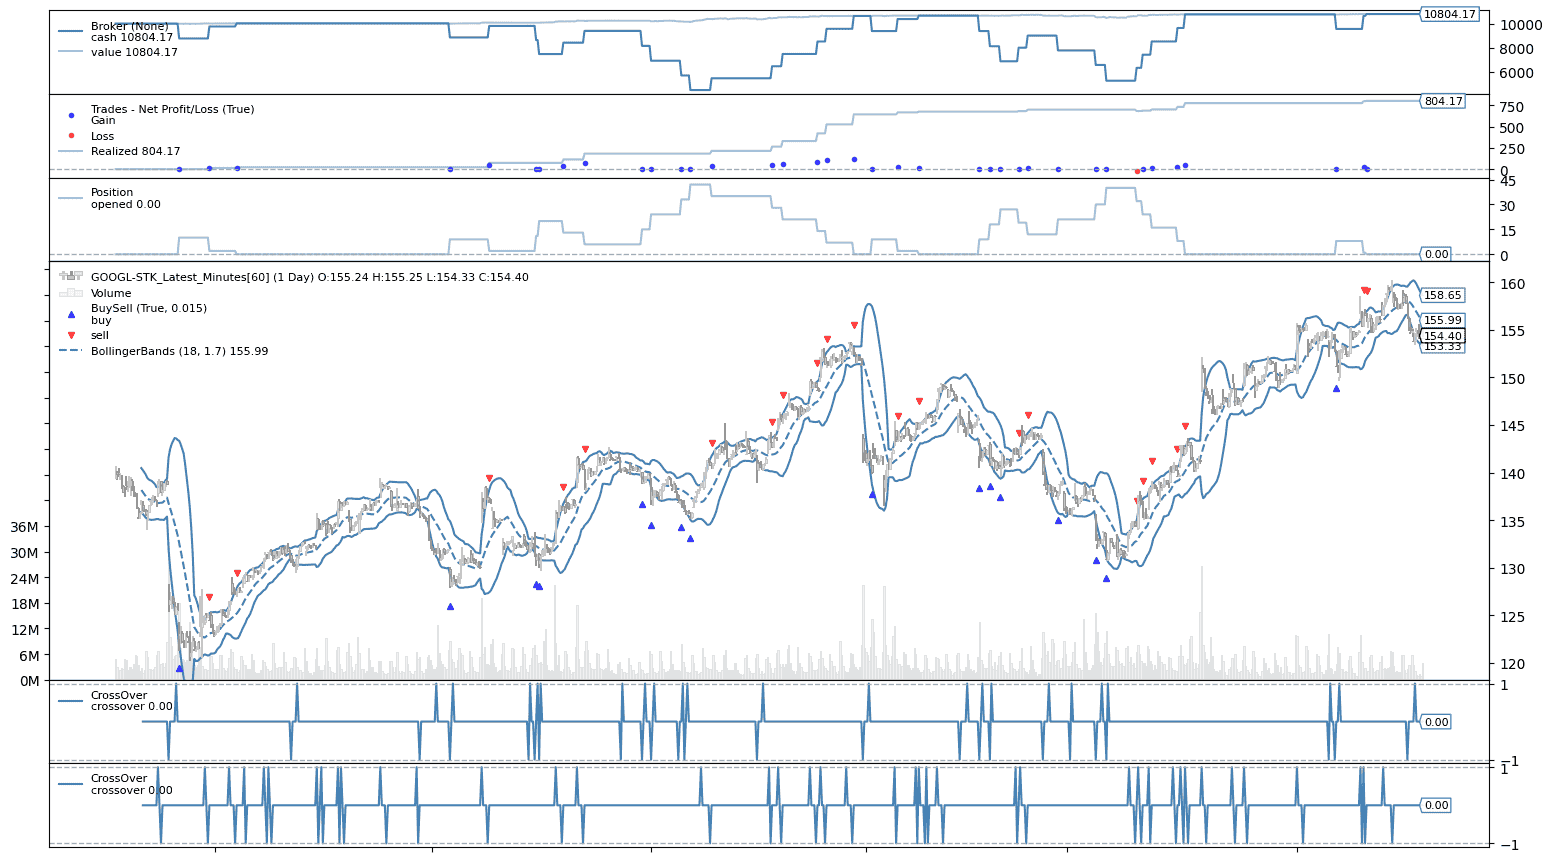 Broker (None)
cash 10804.17
value 10804.17
10804.17
10000
8000
6000
Trades - Net Profit/Loss (True)
Gain
Loss
Realized 804.17
804.17
750
500
250
0
Position
opened 0.00
45
30
15
0
0.00
GOOGL-STK_Latest_Minutes[60] (1 Day) O:155.24 H:155.25 L:154.33 C:154.40
Volume
BuySell (True, 0.015)
buy
sell
BollingerBands (18, 1.7) 155.99
158.65
155.99
154.40
153.33
160
155
150
145
140
135
130
125
120
36M
30M
24M
18M
12M
6M
0M
CrossOver
crossover 0.00
1
0.00
−1
CrossOver
crossover 0.00
1
0.00
−1